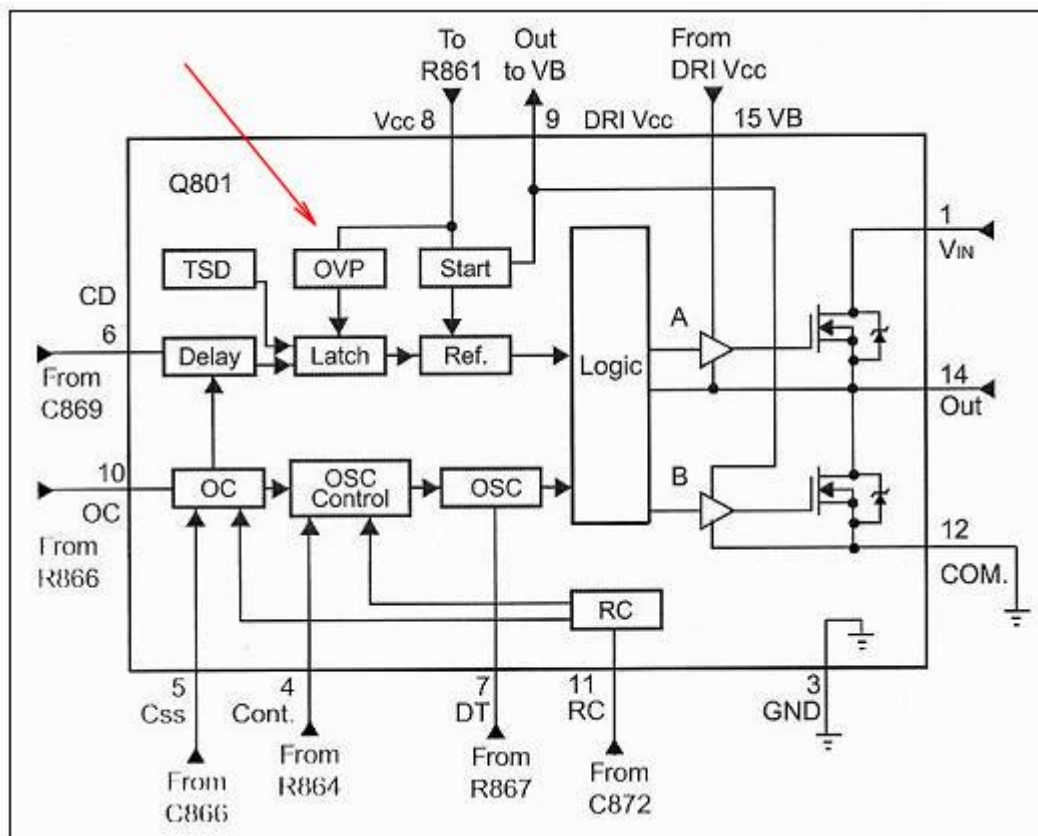 To
R861
Out
to VB
From
DRI Vcc
Vcc 8
9
DRI Vcc
15 VB
Q801
1
VIN
TSD
OVP
Start
CD
6
Delay
Latch
Ref.
Logic
A
From
C869
14
Out
10
OC
OC
OSC
Control
OSC
B
From
R866
12
COM.
RC
5
Css
4
Cont.
7
DT
11
RC
3
GND
From
C866
From
R864
From
R867
From
C872